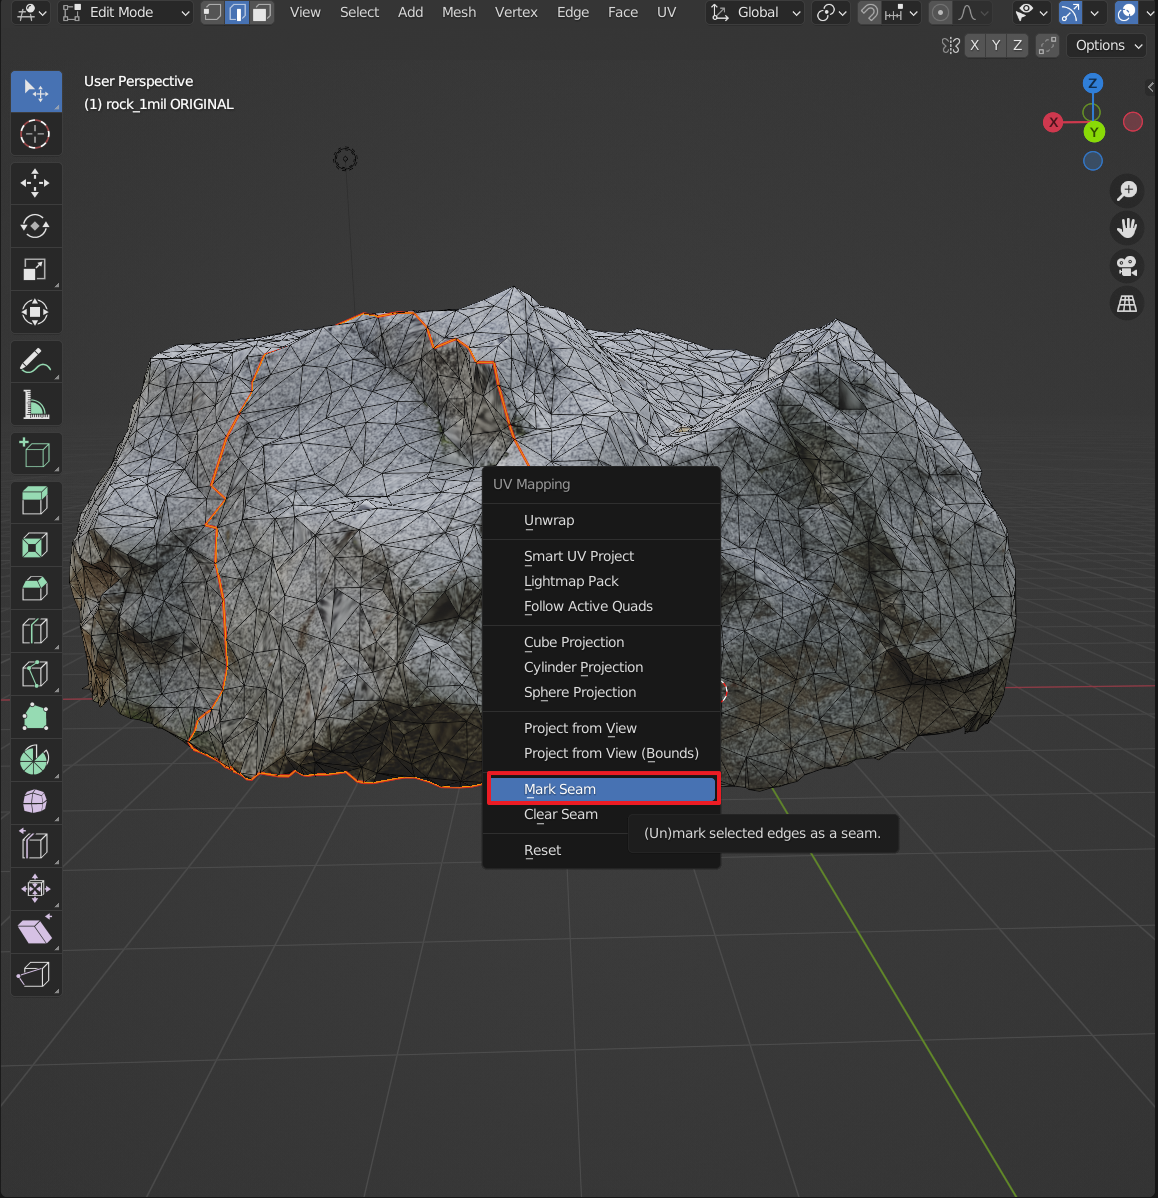 Edit Mode View Select Add Mesh Vertex Edge Face UV Global
X Y Z Options
User Perspective
(1) rock_1mil ORIGINAL
Z
X
Y
UV Mapping
Unwrap
Smart UV Project
Lightmap Pack
Follow Active Quads
Cube Projection
Cylinder Projection
Sphere Projection
Project from View
Project from View (Bounds)
Mark Seam
Clear Seam
(Un)mark selected edges as a seam.
Reset